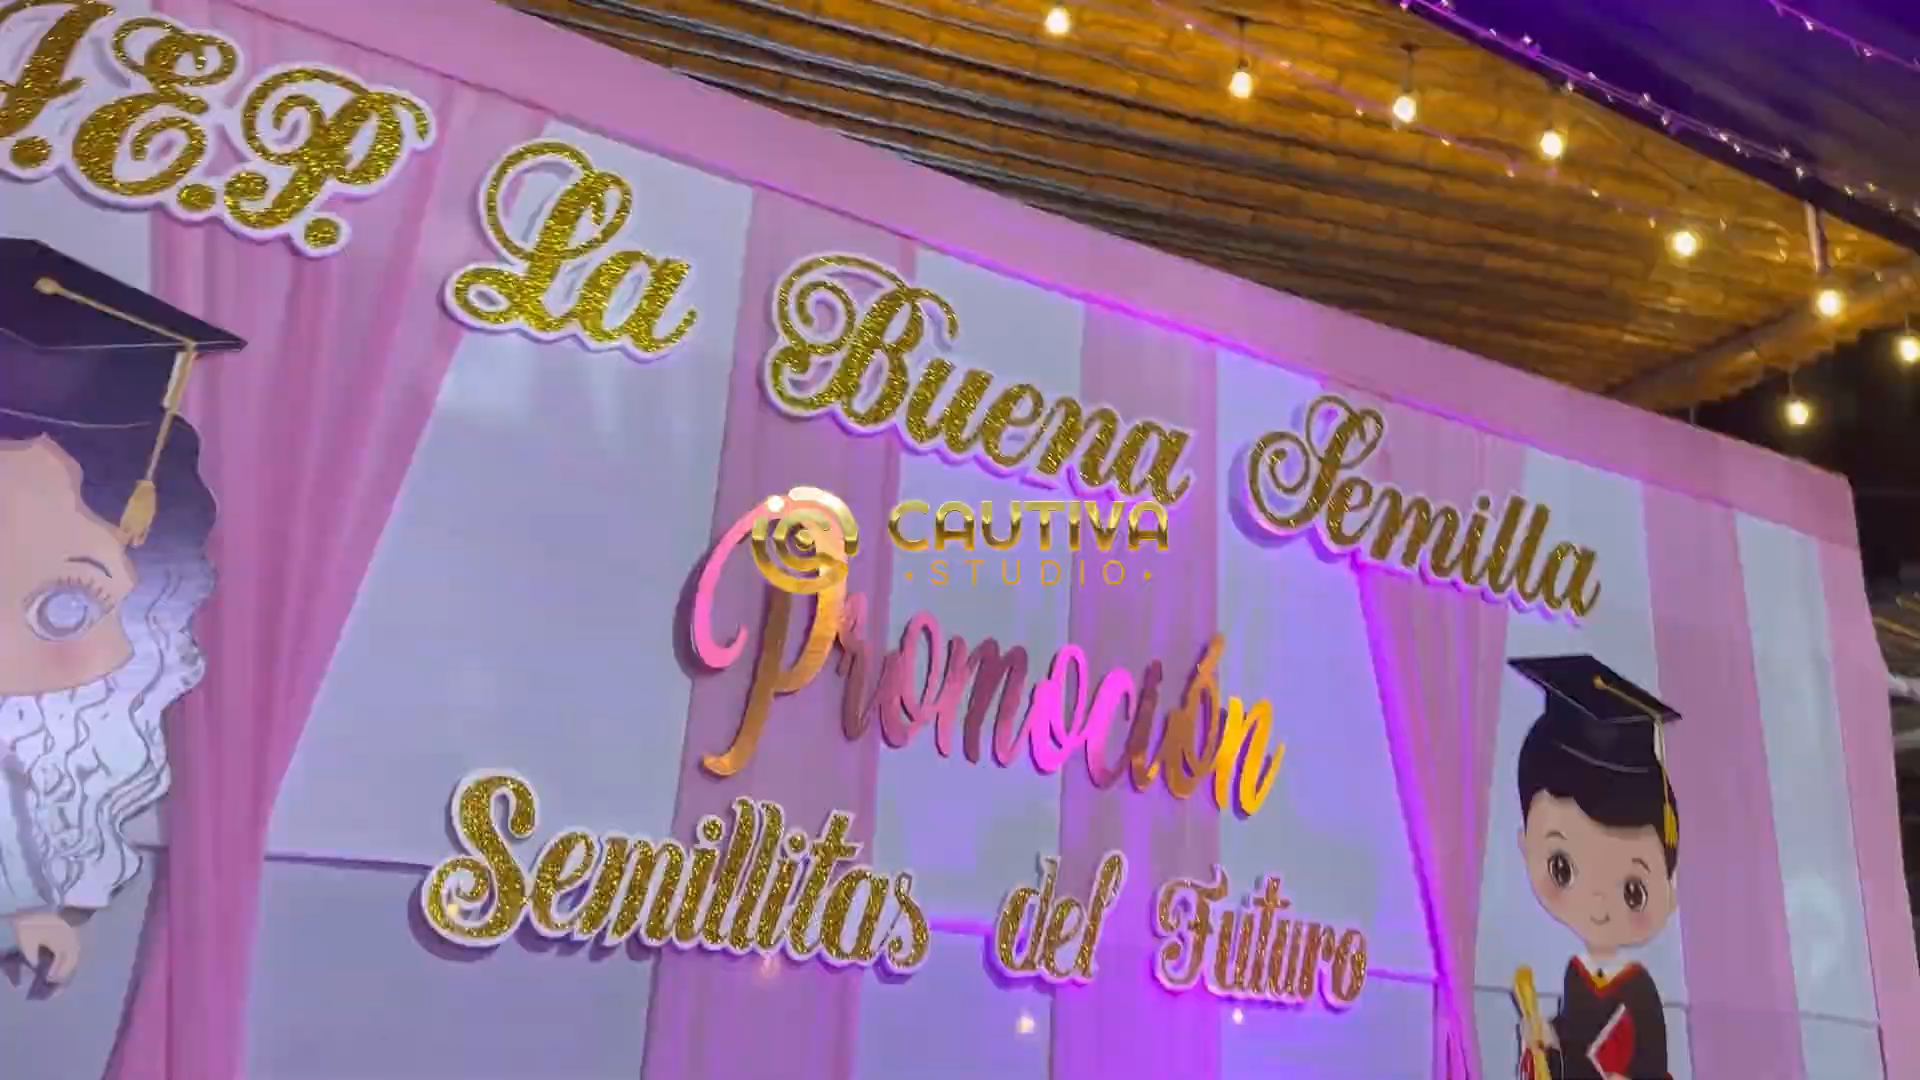 I.E.P. La Buena Semilla
CAUTIVA
• STUDIO •
Promoción
Semillitas del Futuro